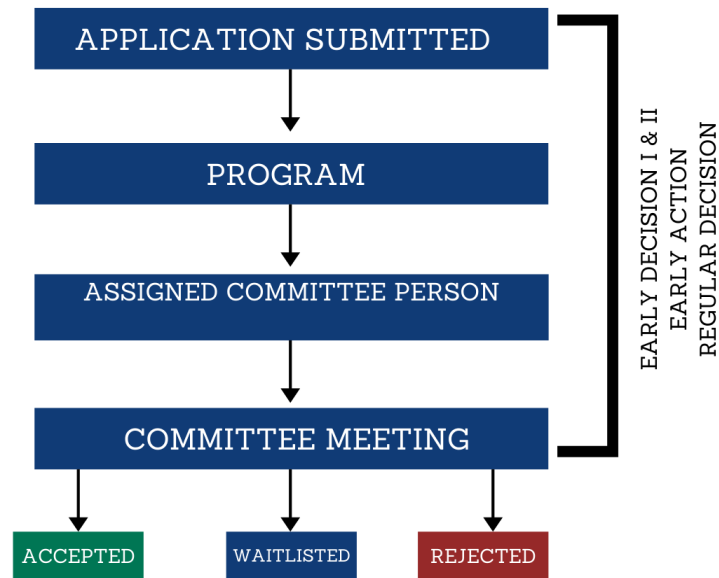 APPLICATION SUBMITTED
PROGRAM
ASSIGNED COMMITTEE PERSON
COMMITTEE MEETING
ACCEPTED
WAITLISTED
REJECTED
EARLY DECISION I & II
EARLY ACTION
REGULAR DECISION